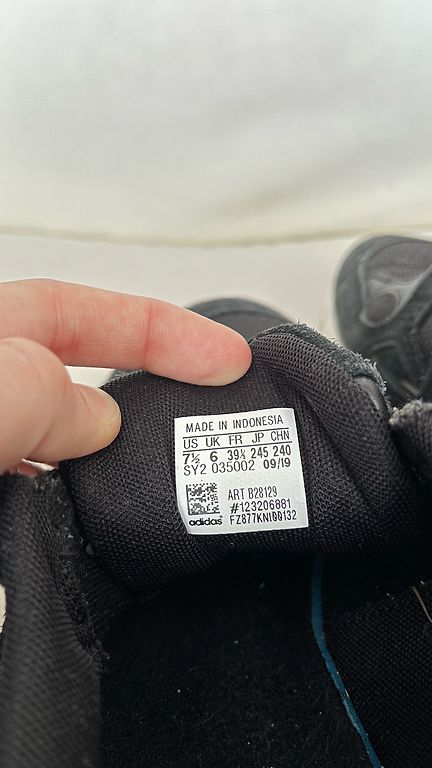 MADE IN INDONESIA
US UK FR JP CHN
7½ 6 39⅓ 245 240
SY2 035002 09/19
ART B28129
#123206881
adidas